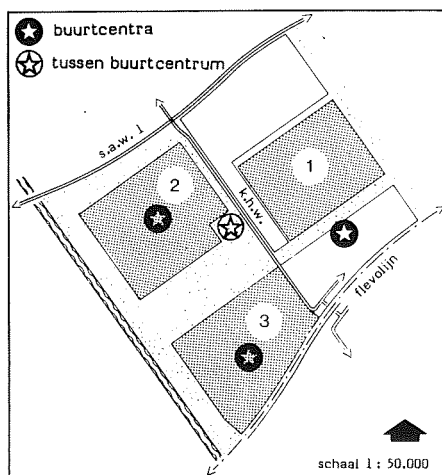 buurtcentra
tussen buurtcentrum
s.a.w. 1
k.h.w.
1
2
3
flevolijn
schaal 1 : 50.000